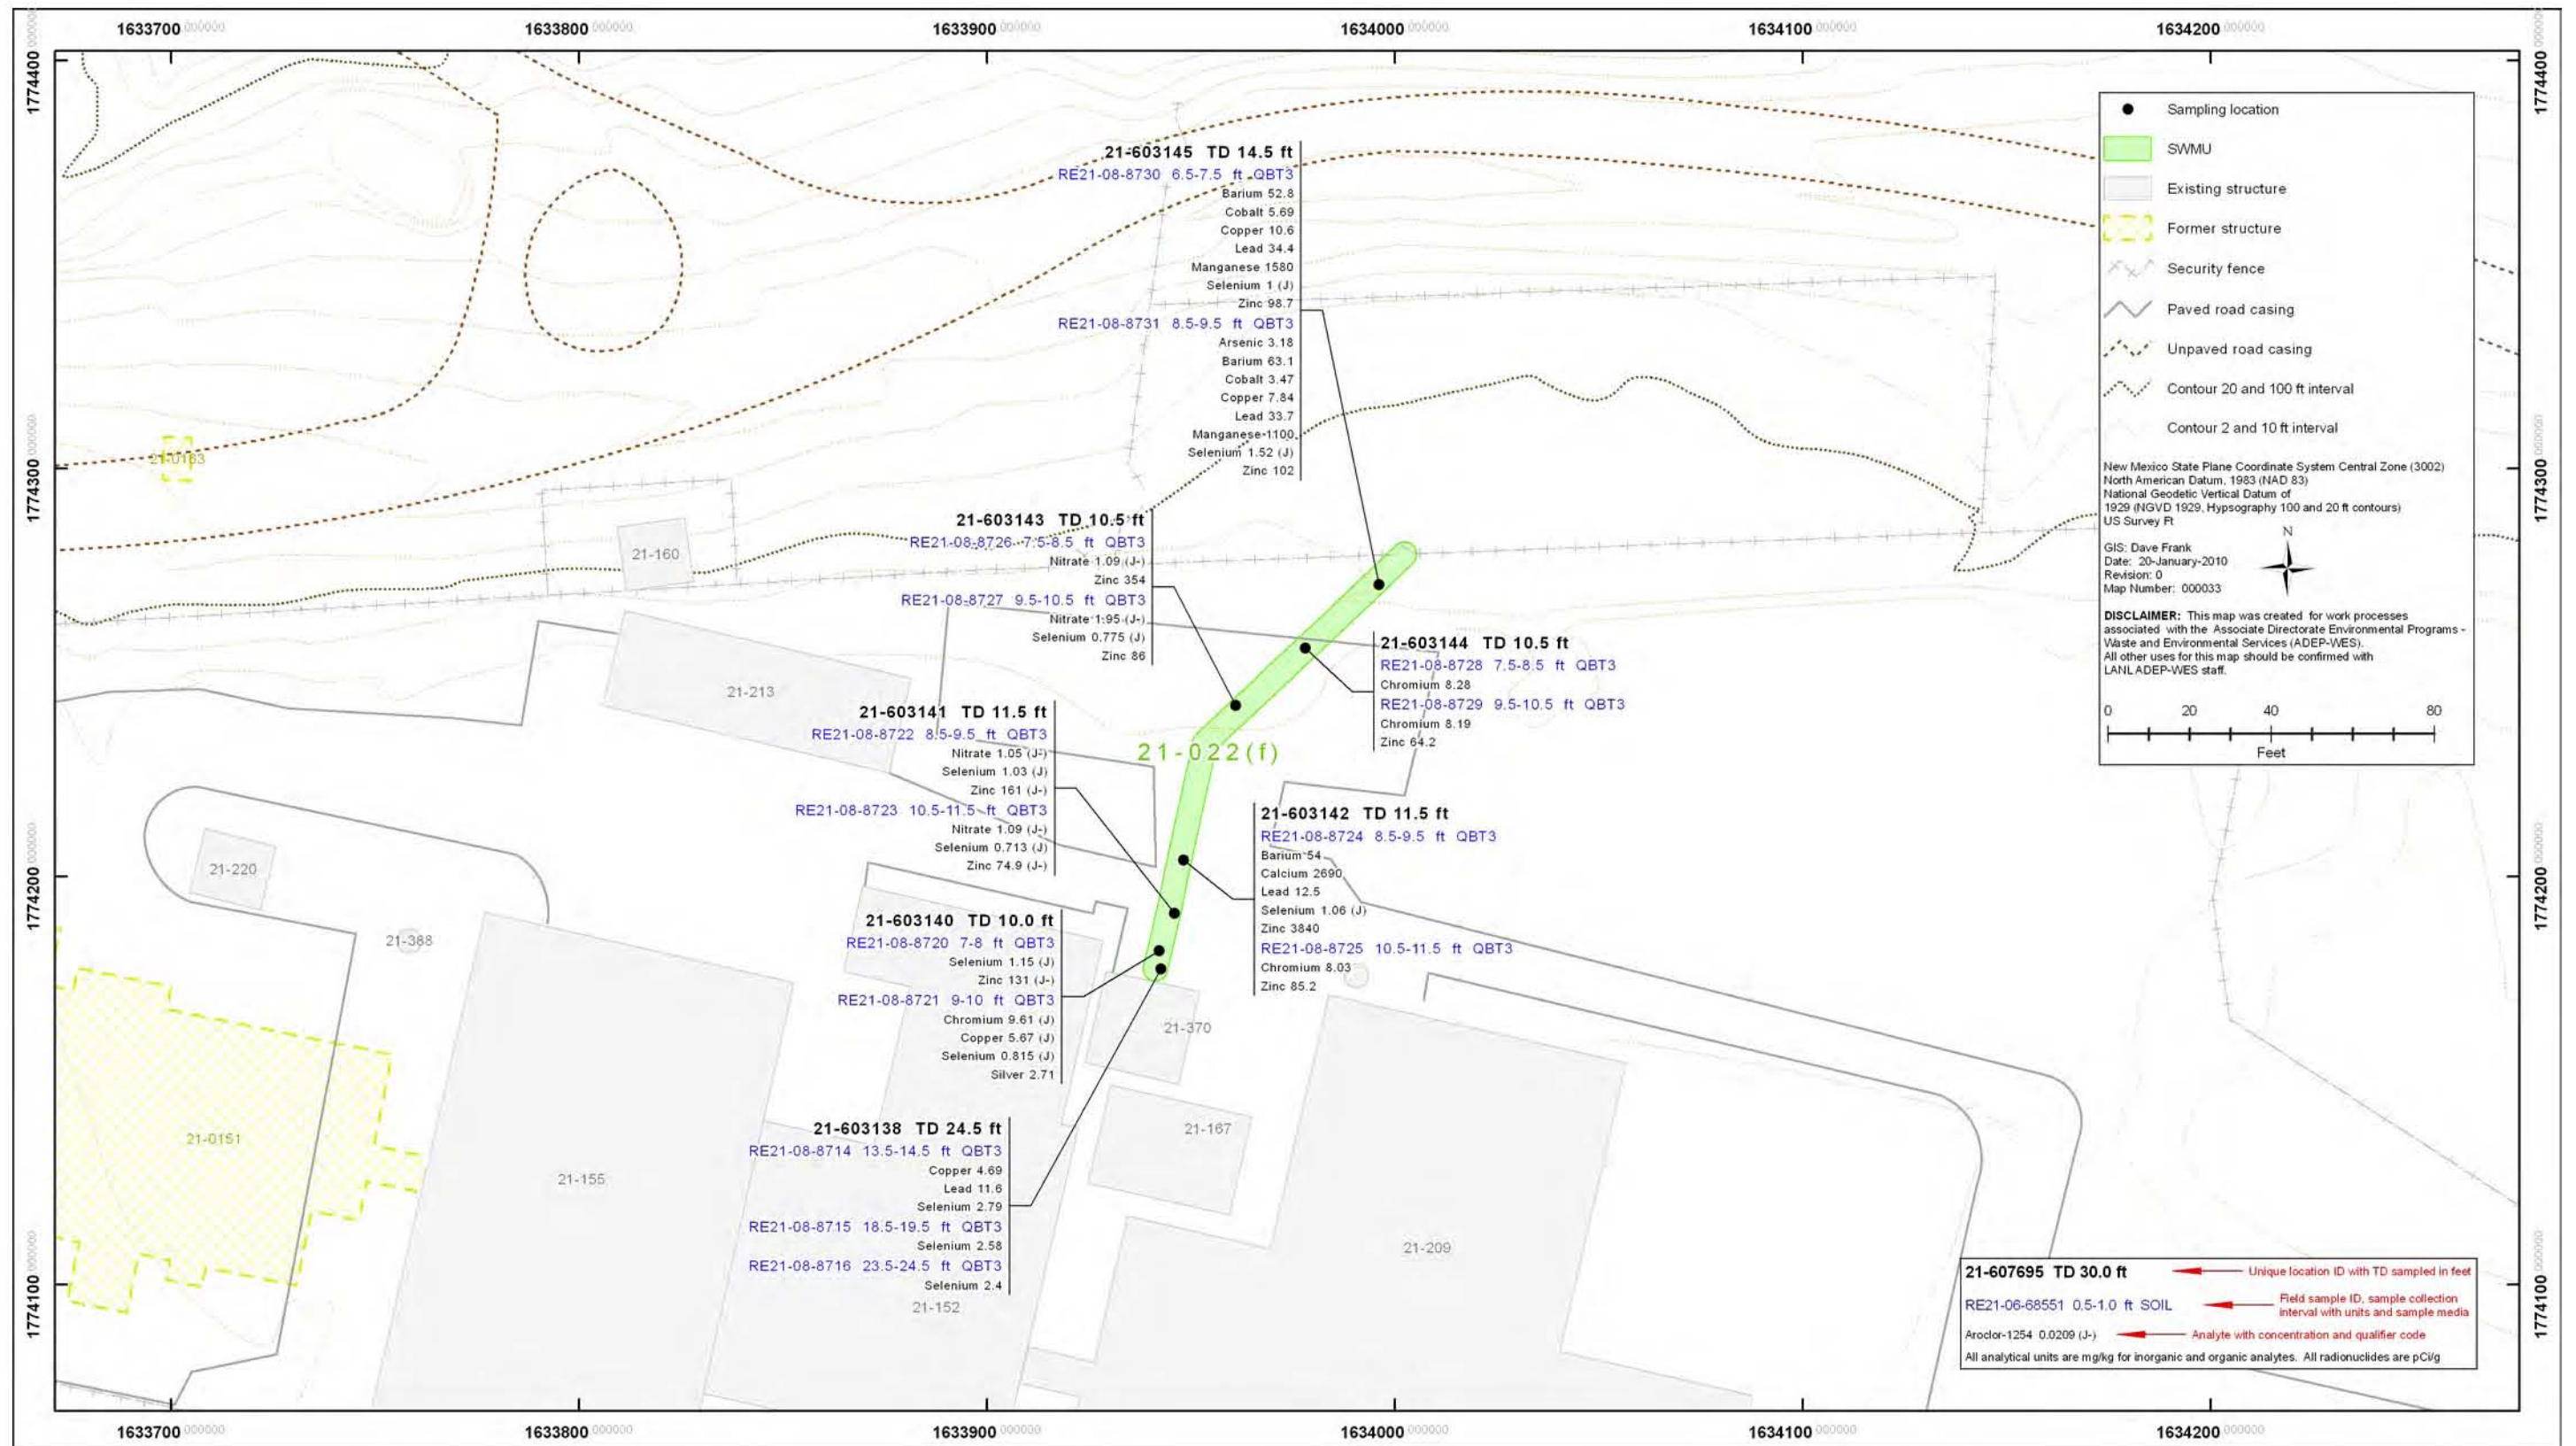 1633700.000000 1633800.000000 1633900.000000 1634000.000000 1634100.000000 1634200.000000
1774400.000000
1774300.000000
1774200.000000
1774100.000000
1774400.000000
1774300.000000
1774200.000000
1774100.000000
21-603145 TD 14.5 ft
RE21-08-8730 6.5-7.5 ft QBT3
Barium 52.8
Cobalt 5.69
Copper 10.6
Lead 34.4
Manganese 1580
Selenium 1 (J)
Zinc 98.7
RE21-08-8731 8.5-9.5 ft QBT3
Arsenic 3.18
Barium 63.1
Cobalt 3.47
Copper 7.84
Lead 33.7
Manganese 1100
Selenium 1.52 (J)
Zinc 102
21-603143 TD 10.5 ft
RE21-08-8726 7.5-8.5 ft QBT3
Nitrate 1.09 (J-)
Zinc 354
RE21-08-8727 9.5-10.5 ft QBT3
Nitrate 1.95 (J-)
Selenium 0.775 (J)
Zinc 86
21-603144 TD 10.5 ft
RE21-08-8728 7.5-8.5 ft QBT3
Chromium 8.28
RE21-08-8729 9.5-10.5 ft QBT3
Chromium 8.19
Zinc 64.2
21-603141 TD 11.5 ft
RE21-08-8722 8.5-9.5 ft QBT3
Nitrate 1.05 (J-)
Selenium 1.03 (J)
Zinc 161 (J-)
RE21-08-8723 10.5-11.5 ft QBT3
Nitrate 1.09 (J-)
Selenium 0.713 (J)
Zinc 74.9 (J-)
21-022(f)
21-603142 TD 11.5 ft
RE21-08-8724 8.5-9.5 ft QBT3
Barium 54
Calcium 2690
Lead 12.5
Selenium 1.06 (J)
Zinc 3840
RE21-08-8725 10.5-11.5 ft QBT3
Chromium 8.03
Zinc 85.2
21-603140 TD 10.0 ft
RE21-08-8720 7-8 ft QBT3
Selenium 1.15 (J)
Zinc 131 (J-)
RE21-08-8721 9-10 ft QBT3
Chromium 9.61 (J)
Copper 5.67 (J)
Selenium 0.815 (J)
Silver 2.71
21-603138 TD 24.5 ft
RE21-08-8714 13.5-14.5 ft QBT3
Copper 4.69
Lead 11.6
Selenium 2.79
RE21-08-8715 18.5-19.5 ft QBT3
Selenium 2.58
RE21-08-8716 23.5-24.5 ft QBT3
Selenium 2.4
21-0163
21-160
21-213
21-220
21-388
21-0151
21-155
21-152
21-370
21-167
21-209
Sampling location
SWMU
Existing structure
Former structure
Security fence
Paved road casing
Unpaved road casing
Contour 20 and 100 ft interval
Contour 2 and 10 ft interval
New Mexico State Plane Coordinate System Central Zone (3002)
North American Datum, 1983 (NAD 83)
National Geodetic Vertical Datum of
1929 (NGVD 1929, Hypsography 100 and 20 ft contours)
US Survey Ft
N
GIS: Dave Frank
Date: 20-January-2010
Revision: 0
Map Number: 000033
DISCLAIMER: This map was created for work processes
associated with the Associate Directorate Environmental Programs -
Waste and Environmental Services (ADEP-WES).
All other uses for this map should be confirmed with
LANL ADEP-WES staff.
0 20 40 80
Feet
21-607695 TD 30.0 ft Unique location ID with TD sampled in feet
RE21-06-68551 0.5-1.0 ft SOIL Field sample ID, sample collection
interval with units and sample media
Aroclor-1254 0.0209 (J-) Analyte with concentration and qualifier code
All analytical units are mg/kg for inorganic and organic analytes. All radionuclides are pCi/g
1633700.000000 1633800.000000 1633900.000000 1634000.000000 1634100.000000 1634200.000000